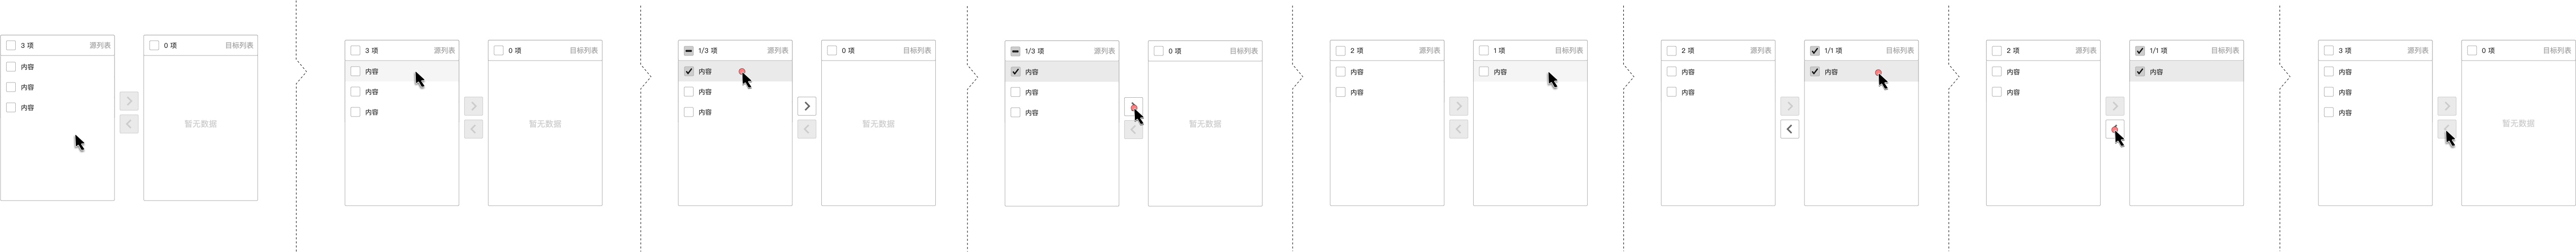 3 项 源列表
内容
内容
内容
0 项 目标列表
暂无数据
3 项 源列表
内容
内容
内容
0 项 目标列表
暂无数据
1/3 项 源列表
内容
内容
内容
0 项 目标列表
暂无数据
1/3 项 源列表
内容
内容
内容
0 项 目标列表
暂无数据
2 项 源列表
内容
内容
1 项 目标列表
内容
2 项 源列表
内容
内容
1/1 项 目标列表
内容
2 项 源列表
内容
内容
1/1 项 目标列表
内容
3 项 源列表
内容
内容
内容
0 项 目标列表
暂无数据